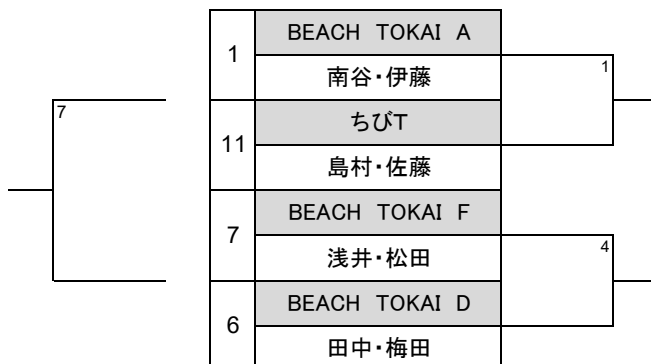 1
BEACH TOKAI A
南谷・伊藤
1
7
11
ちびT
島村・佐藤
7
BEACH TOKAI F
浅井・松田
4
6
BEACH TOKAI D
田中・梅田